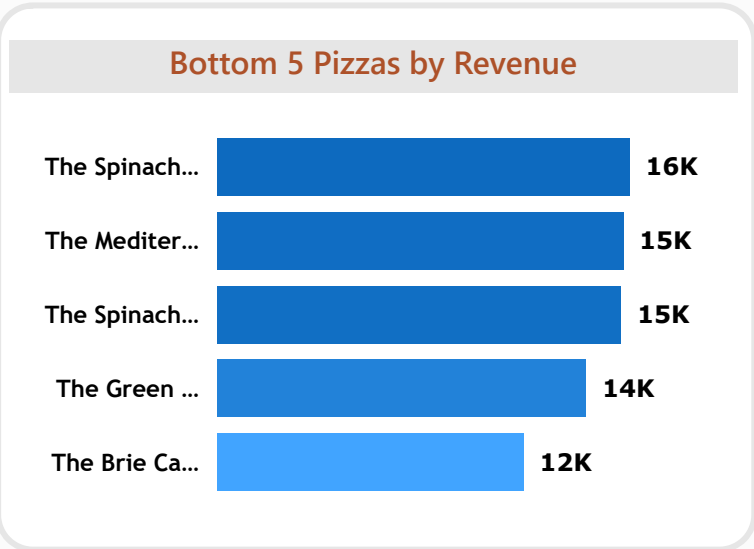 Bottom 5 Pizzas by Revenue
The Spinach... 16K
The Mediter... 15K
The Spinach... 15K
The Green ... 14K
The Brie Ca... 12K